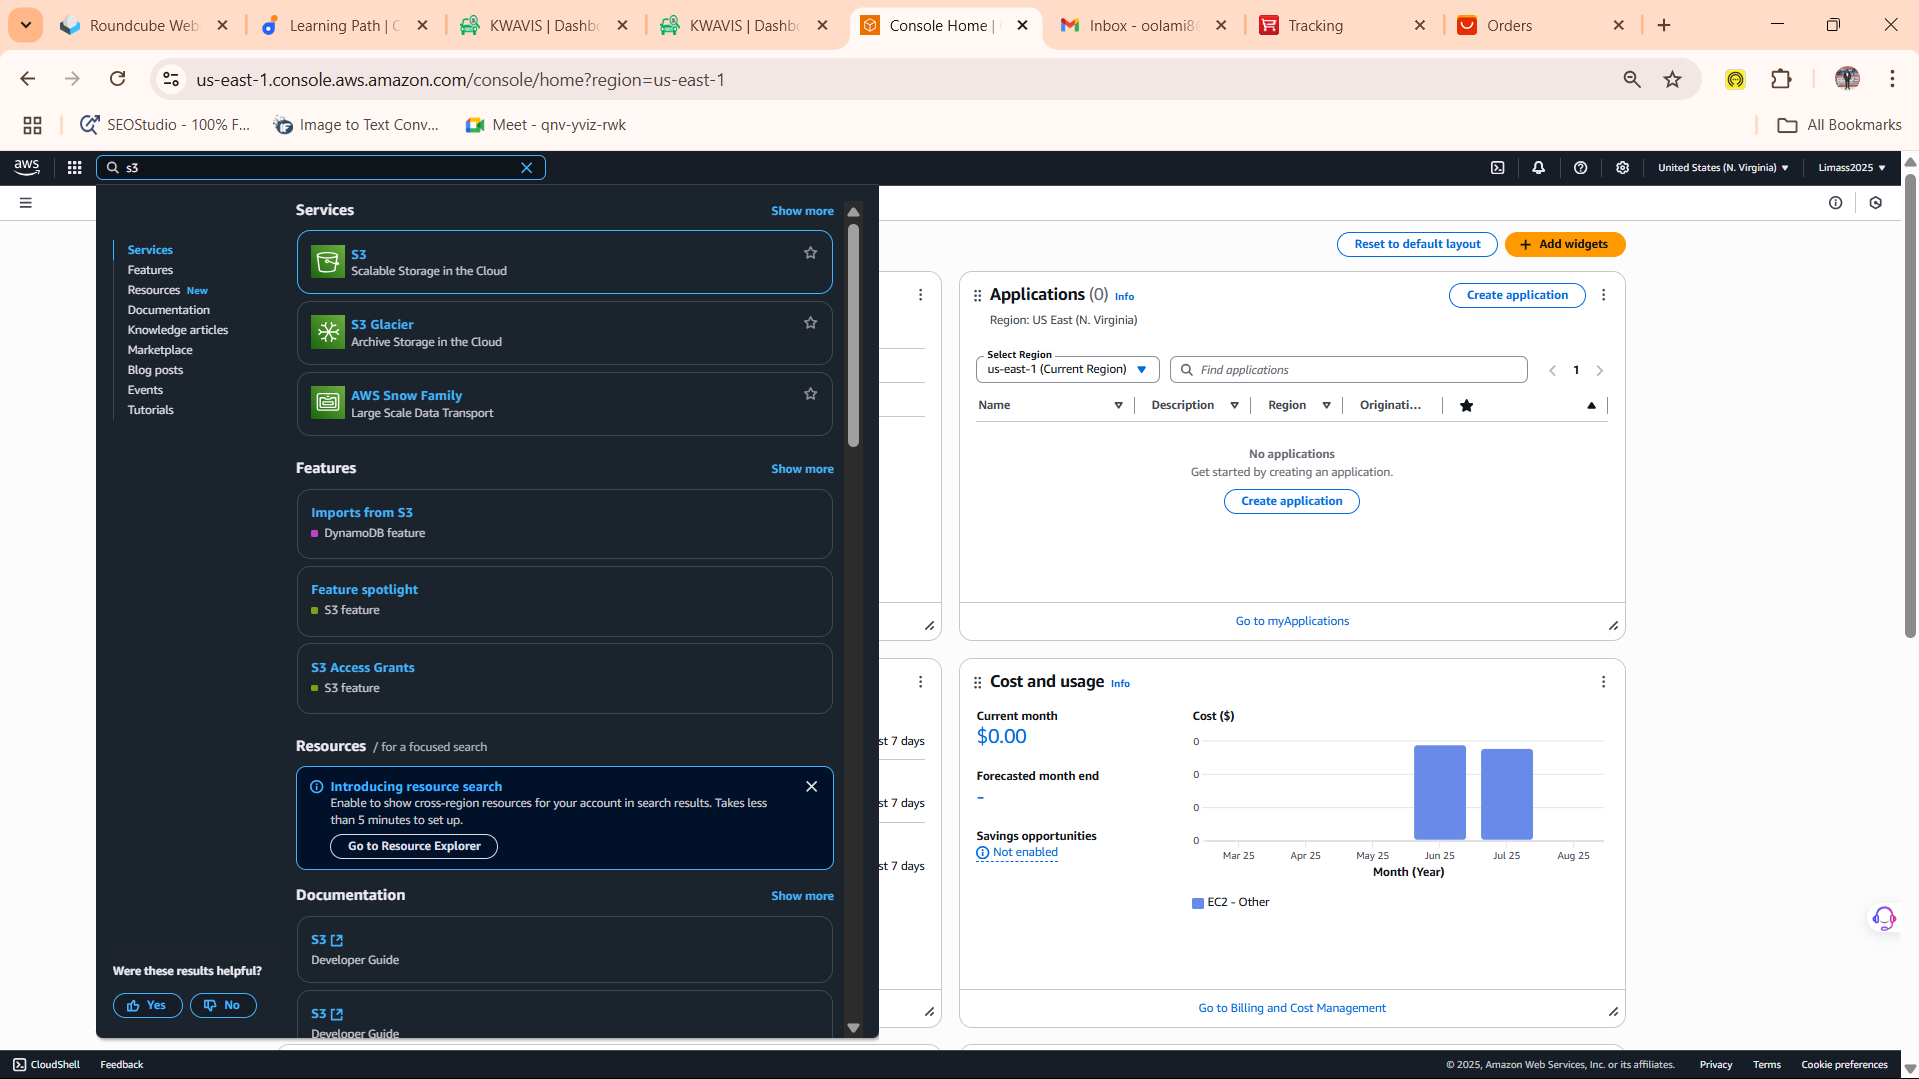 Roundcube Web
Learning Path | C
KWAVIS | Dashbo
KWAVIS | Dashbo
Console Home |
Inbox - oolami86
Tracking
Orders
us-east-1.console.aws.amazon.com/console/home?region=us-east-1
SEOStudio - 100% F...
Image to Text Conv...
Meet - qnv-yviz-rwk
All Bookmarks
aws
s3
United States (N. Virginia)
Limass2025
Services
Features
Resources New
Documentation
Knowledge articles
Marketplace
Blog posts
Events
Tutorials
Were these results helpful?
Yes
No
Services
Show more
S3
Scalable Storage in the Cloud
S3 Glacier
Archive Storage in the Cloud
AWS Snow Family
Large Scale Data Transport
Features
Show more
Imports from S3
DynamoDB feature
Feature spotlight
S3 feature
S3 Access Grants
S3 feature
Resources / for a focused search
Introducing resource search
Enable to show cross-region resources for your account in search results. Takes less
than 5 minutes to set up.
Go to Resource Explorer
Documentation
Show more
S3
Developer Guide
S3
Developer Guide
st 7 days
st 7 days
st 7 days
Reset to default layout
+ Add widgets
Applications (0) Info
Region: US East (N. Virginia)
Create application
Select Region
us-east-1 (Current Region)
Find applications
1
Name
Description
Region
Originati...
No applications
Get started by creating an application.
Create application
Go to myApplications
Cost and usage Info
Current month
$0.00
Forecasted month end
-
Savings opportunities
Not enabled
Cost ($)
0
0
0
0
Mar 25
Apr 25
May 25
Jun 25
Jul 25
Aug 25
Month (Year)
EC2 - Other
Go to Billing and Cost Management
CloudShell
Feedback
© 2025, Amazon Web Services, Inc. or its affiliates.
Privacy
Terms
Cookie preferences